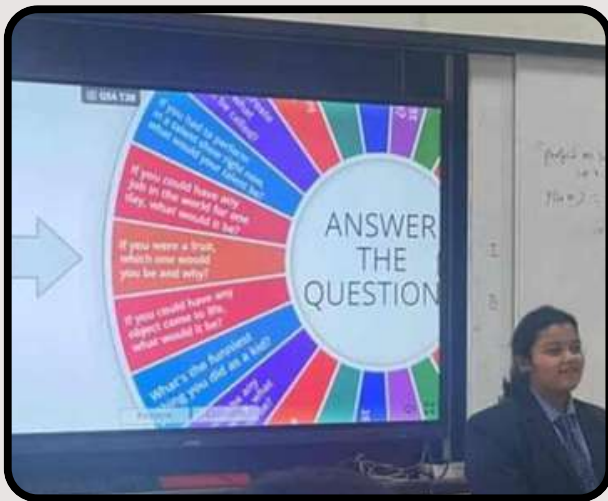 If you had to perform
in a talent show right now,
what would your talent be?
If you could have any
job in the world for one
day, what would it be?
If you were a fruit,
which one would
you be and why?
If you could have any
object come to life,
what would it be?
What's the funniest
thing you did as a kid?
any
what
ANSWER
THE
QUESTION